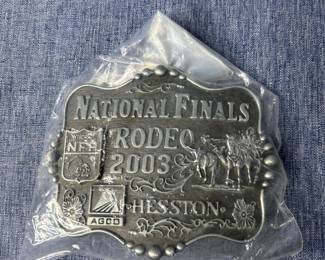 NATIONAL FINALS
RODEO
NFR
2003
AGCO
·HESSTON·